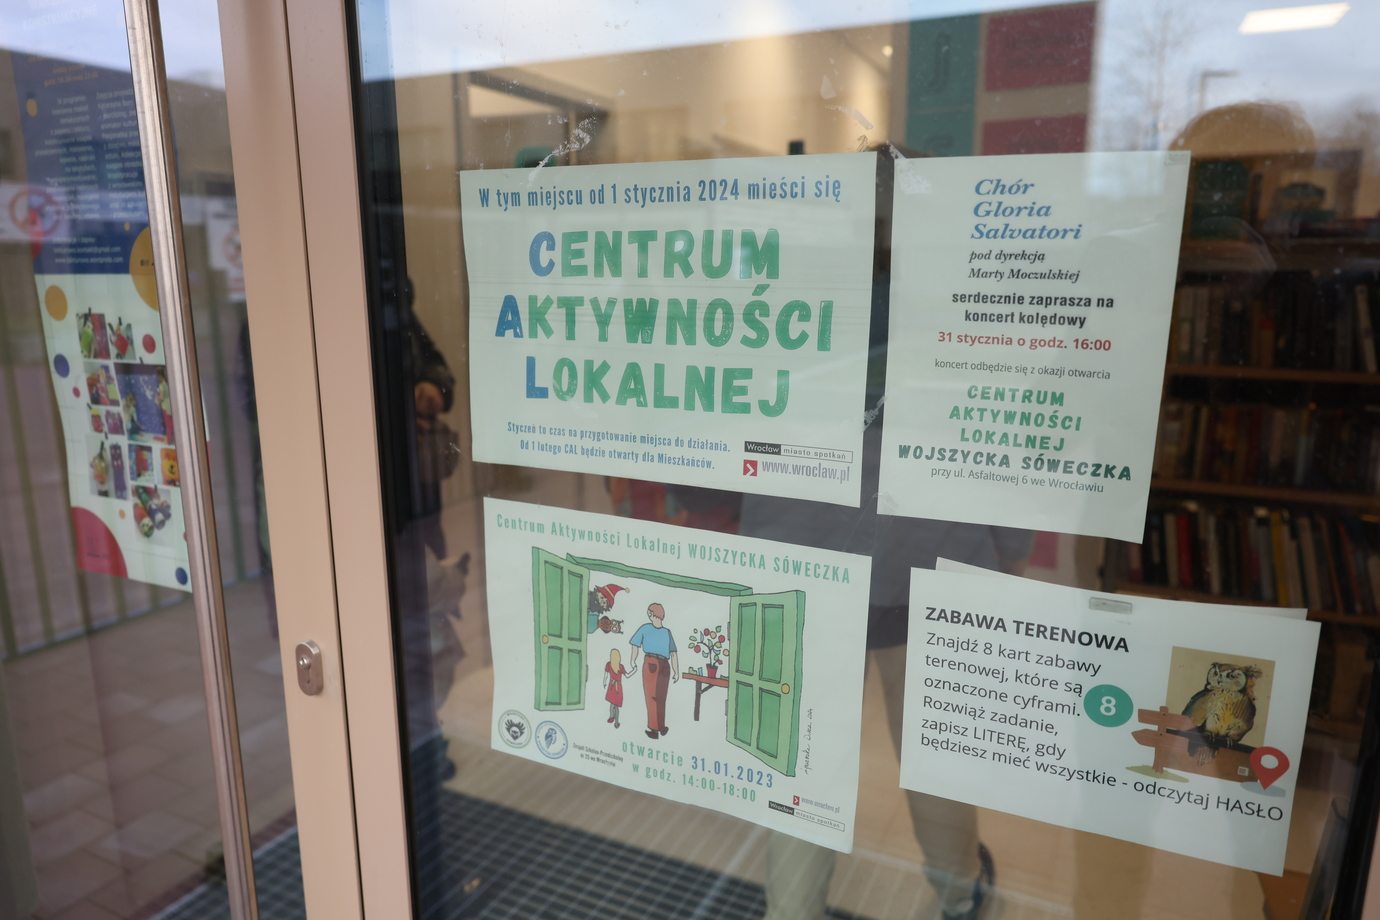 W tym miejscu od 1 stycznia 2024 mieści się
CENTRUM
AKTYWNOŚCI
LOKALNEJ
Styczeń to czas na przygotowanie miejsca do działania.
Od 1 lutego CAL będzie otwarty dla Mieszkańców.
Wrocław miasto spotkań
www.wroclaw.pl
Chór
Gloria
Salvatori
pod dyrekcją
Marty Moczulskiej
serdecznie zaprasza na
koncert kolędowy
31 stycznia o godz. 16:00
koncert odbędzie się z okazji otwarcia
CENTRUM
AKTYWNOŚCI
LOKALNEJ
WOJSZYCKA SÓWECZKA
przy ul. Asfaltowej 6 we Wrocławiu
Centrum Aktywności Lokalnej WOJSZYCKA SÓWECZKA
otwarcie 31.01.2023
w godz. 14:00-18:00
www.wroclaw.pl
Wrocław miasto spotkań
ZABAWA TERENOWA
Znajdź 8 kart zabawy
terenowej, które są
oznaczone cyframi.
8
Rozwiąż zadanie,
zapisz LITERĘ, gdy
będziesz mieć wszystkie - odczytaj HASŁO